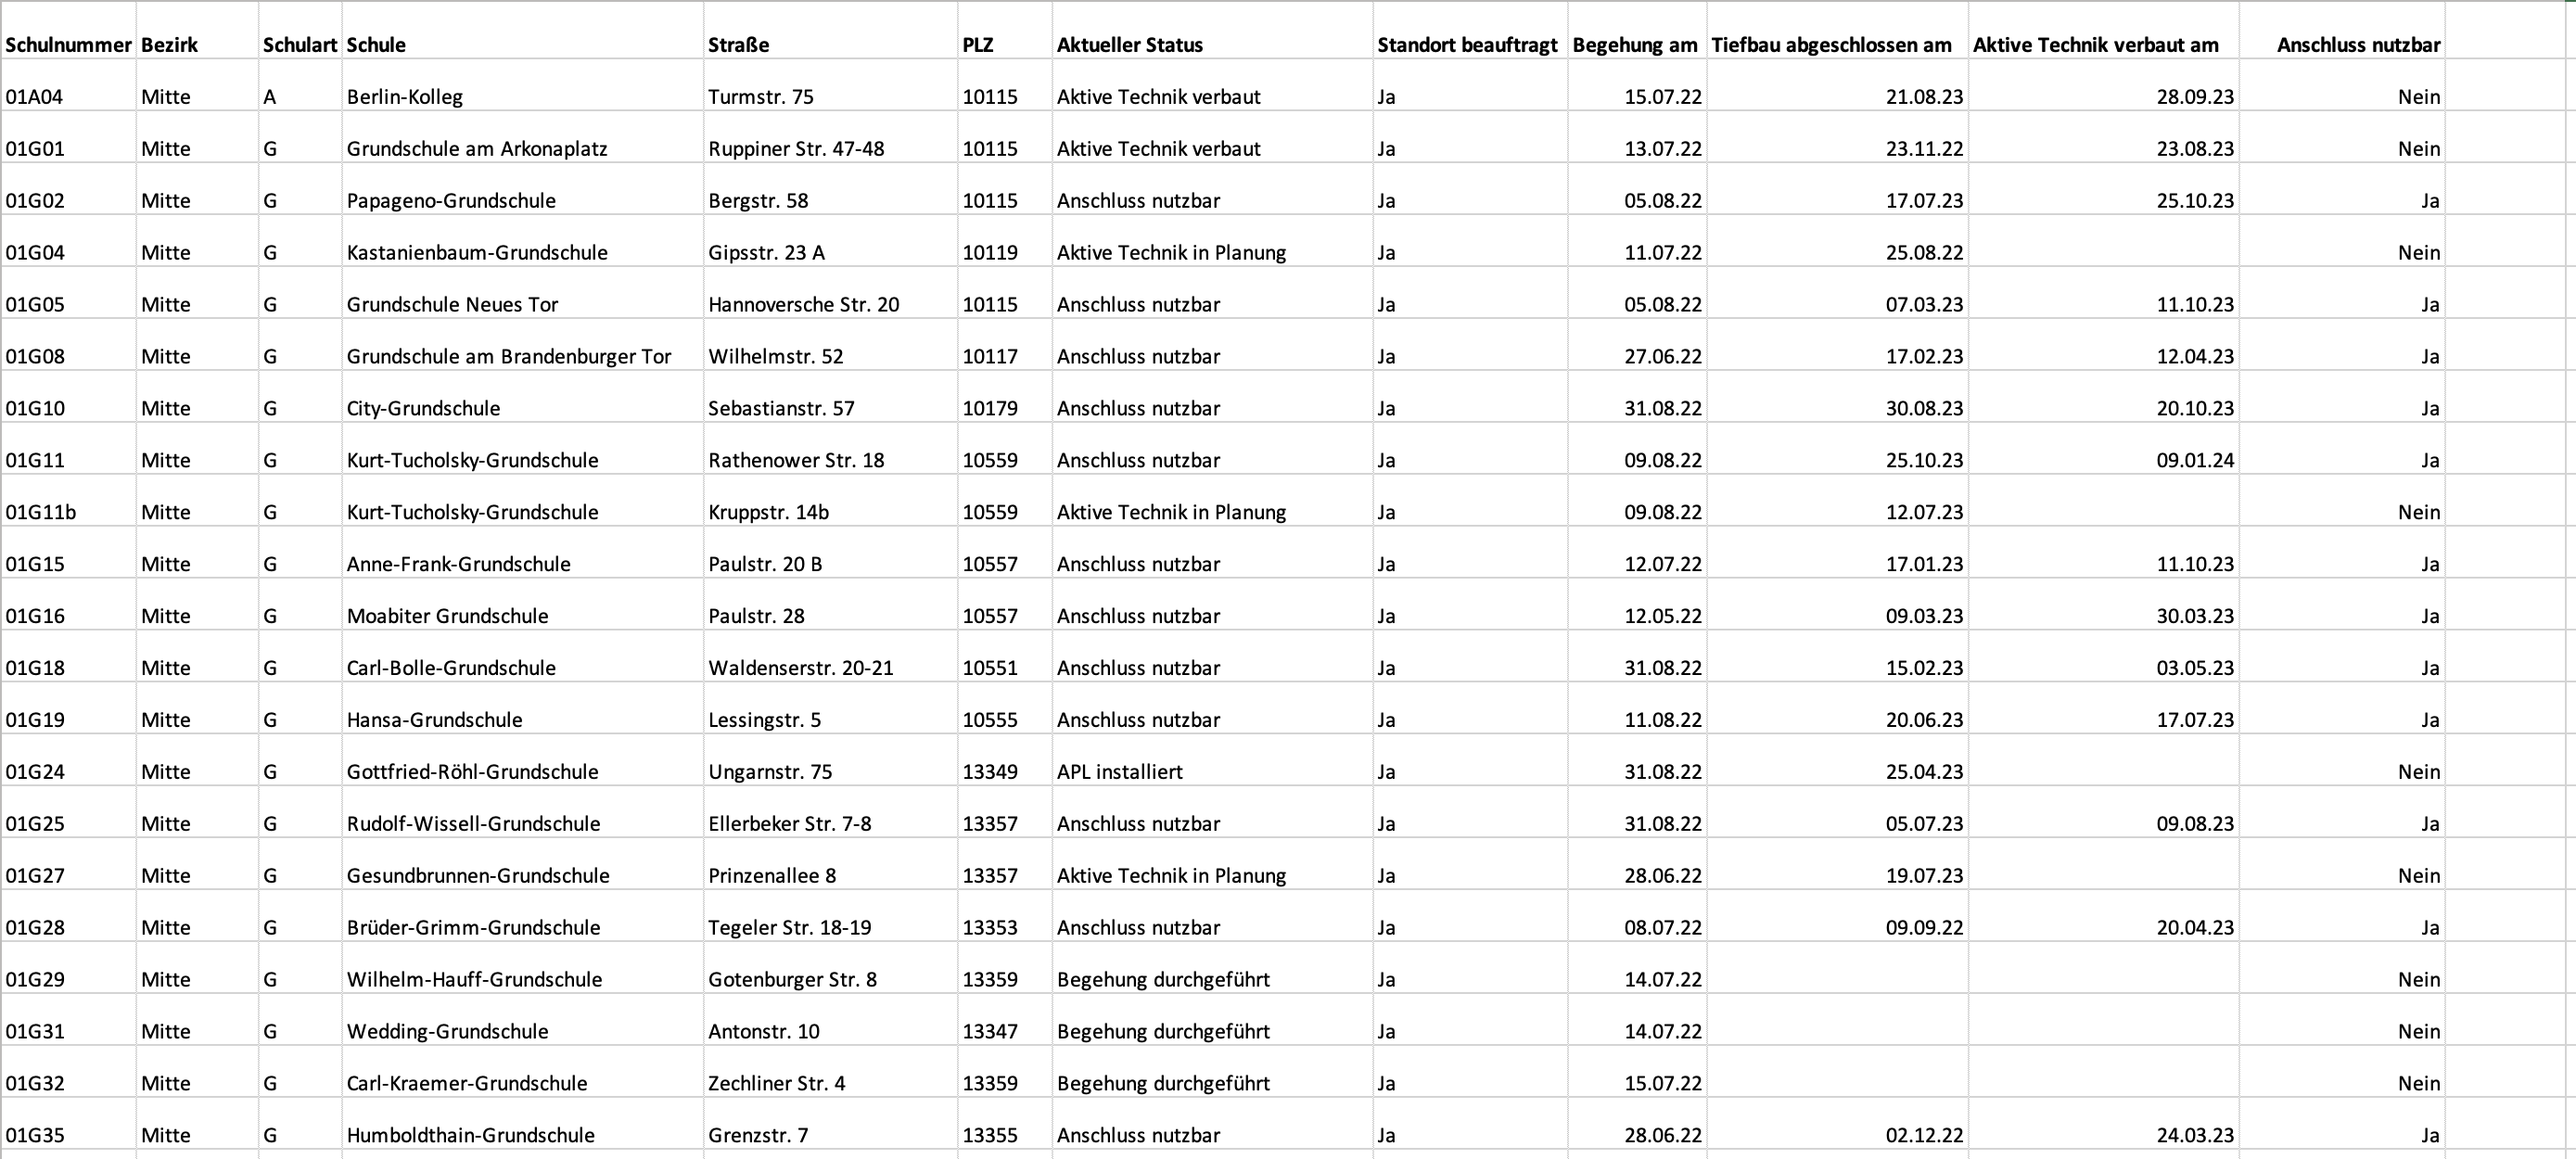 Schulnummer Bezirk Schulart Schule Straße PLZ Aktueller Status Standort beauftragt Begehung am Tiefbau abgeschlossen am Aktive Technik verbaut am Anschluss nutzbar
01A04 Mitte A Berlin-Kolleg Turmstr. 75 10115 Aktive Technik verbaut Ja 15.07.22 21.08.23 28.09.23 Nein
01G01 Mitte G Grundschule am Arkonaplatz Ruppiner Str. 47-48 10115 Aktive Technik verbaut Ja 13.07.22 23.11.22 23.08.23 Nein
01G02 Mitte G Papageno-Grundschule Bergstr. 58 10115 Anschluss nutzbar Ja 05.08.22 17.07.23 25.10.23 Ja
01G04 Mitte G Kastanienbaum-Grundschule Gipsstr. 23 A 10119 Aktive Technik in Planung Ja 11.07.22 25.08.22 Nein
01G05 Mitte G Grundschule Neues Tor Hannoversche Str. 20 10115 Anschluss nutzbar Ja 05.08.22 07.03.23 11.10.23 Ja
01G08 Mitte G Grundschule am Brandenburger Tor Wilhelmstr. 52 10117 Anschluss nutzbar Ja 27.06.22 17.02.23 12.04.23 Ja
01G10 Mitte G City-Grundschule Sebastianstr. 57 10179 Anschluss nutzbar Ja 31.08.22 30.08.23 20.10.23 Ja
01G11 Mitte G Kurt-Tucholsky-Grundschule Rathenower Str. 18 10559 Anschluss nutzbar Ja 09.08.22 25.10.23 09.01.24 Ja
01G11b Mitte G Kurt-Tucholsky-Grundschule Kruppstr. 14b 10559 Aktive Technik in Planung Ja 09.08.22 12.07.23 Nein
01G15 Mitte G Anne-Frank-Grundschule Paulstr. 20 B 10557 Anschluss nutzbar Ja 12.07.22 17.01.23 11.10.23 Ja
01G16 Mitte G Moabiter Grundschule Paulstr. 28 10557 Anschluss nutzbar Ja 12.05.22 09.03.23 30.03.23 Ja
01G18 Mitte G Carl-Bolle-Grundschule Waldenserstr. 20-21 10551 Anschluss nutzbar Ja 31.08.22 15.02.23 03.05.23 Ja
01G19 Mitte G Hansa-Grundschule Lessingstr. 5 10555 Anschluss nutzbar Ja 11.08.22 20.06.23 17.07.23 Ja
01G24 Mitte G Gottfried-Röhl-Grundschule Ungarnstr. 75 13349 APL installiert Ja 31.08.22 25.04.23 Nein
01G25 Mitte G Rudolf-Wissell-Grundschule Ellerbeker Str. 7-8 13357 Anschluss nutzbar Ja 31.08.22 05.07.23 09.08.23 Ja
01G27 Mitte G Gesundbrunnen-Grundschule Prinzenallee 8 13357 Aktive Technik in Planung Ja 28.06.22 19.07.23 Nein
01G28 Mitte G Brüder-Grimm-Grundschule Tegeler Str. 18-19 13353 Anschluss nutzbar Ja 08.07.22 09.09.22 20.04.23 Ja
01G29 Mitte G Wilhelm-Hauff-Grundschule Gotenburger Str. 8 13359 Begehung durchgeführt Ja 14.07.22 Nein
01G31 Mitte G Wedding-Grundschule Antonstr. 10 13347 Begehung durchgeführt Ja 14.07.22 Nein
01G32 Mitte G Carl-Kraemer-Grundschule Zechliner Str. 4 13359 Begehung durchgeführt Ja 15.07.22 Nein
01G35 Mitte G Humboldthain-Grundschule Grenzstr. 7 13355 Anschluss nutzbar Ja 28.06.22 02.12.22 24.03.23 Ja